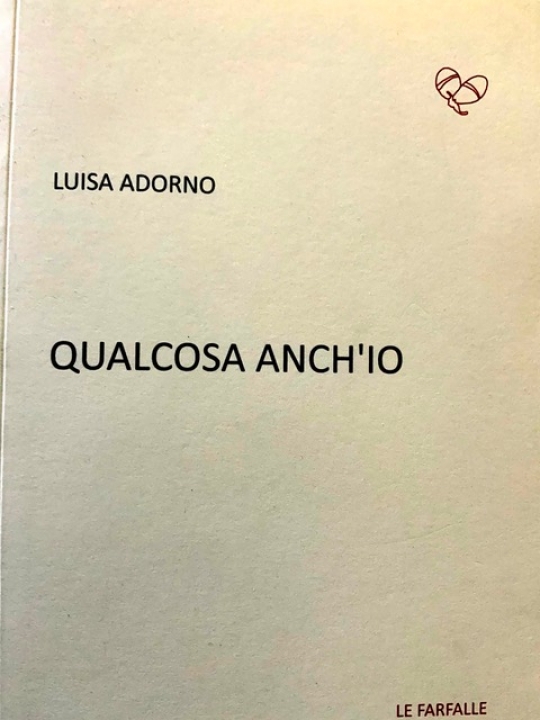 LUISA ADORNO
QUALCOSA ANCH'IO
LE FARFALLE